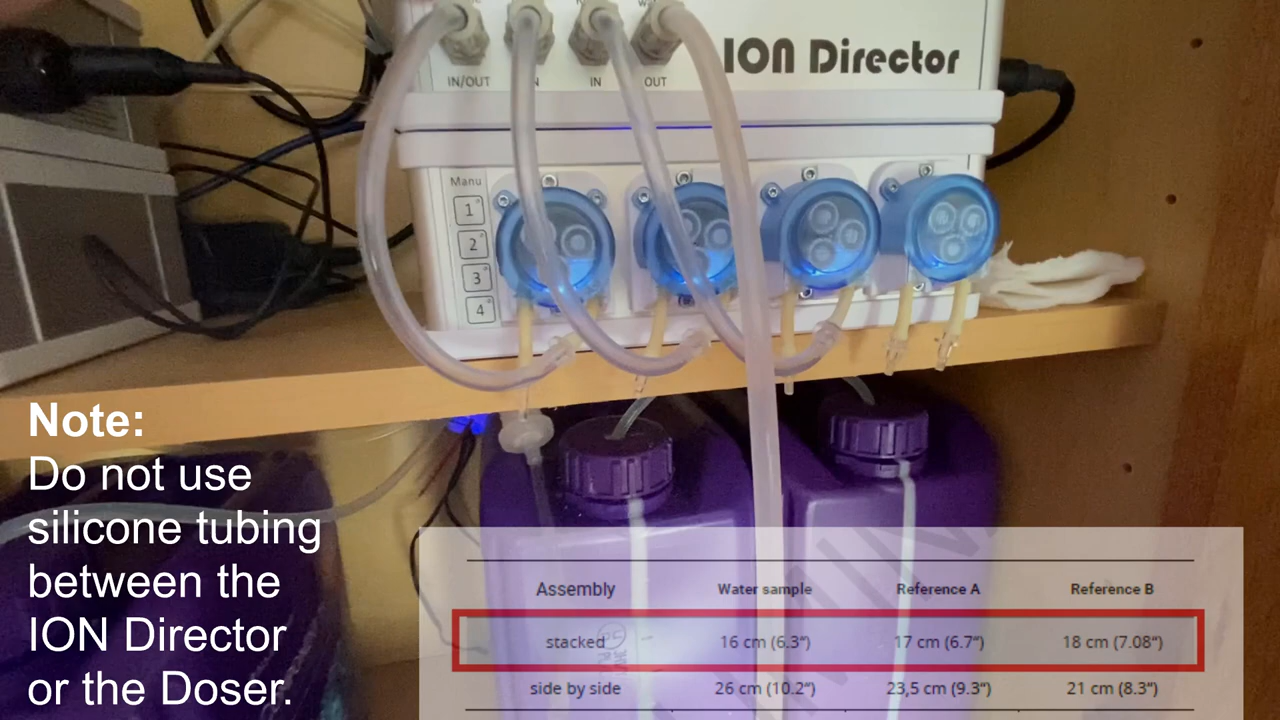 ION Director
IN/OUT
IN
OUT
Manu
1
2
3
4
Note:
Do not use
silicone tubing
between the
ION Director
or the Doser.
Assembly Water sample Reference A Reference B
stacked 16 cm (6.3“) 17 cm (6.7“) 18 cm (7.08“)
side by side 26 cm (10.2“) 23,5 cm (9.3“) 21 cm (8.3“)